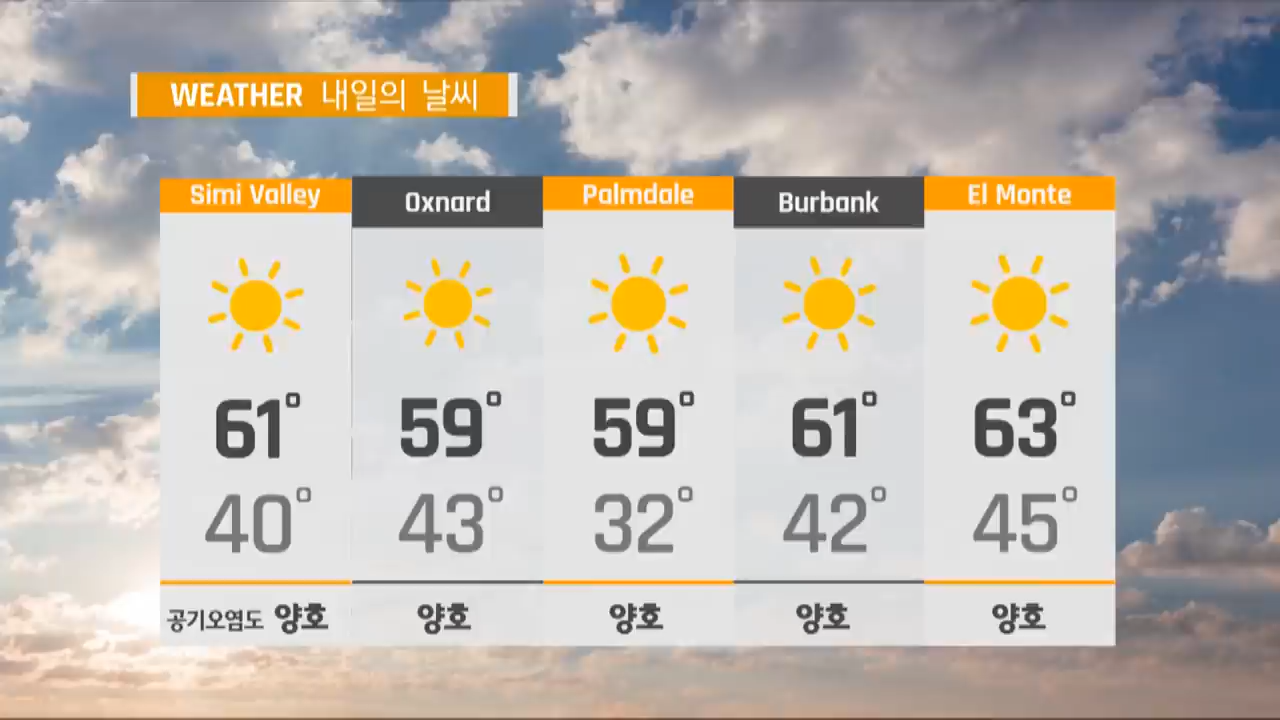 WEATHER 내일의 날씨
Simi Valley Oxnard Palmdale Burbank El Monte
61° 59° 59° 61° 63°
40° 43° 32° 42° 45°
공기오염도 양호 양호 양호 양호 양호